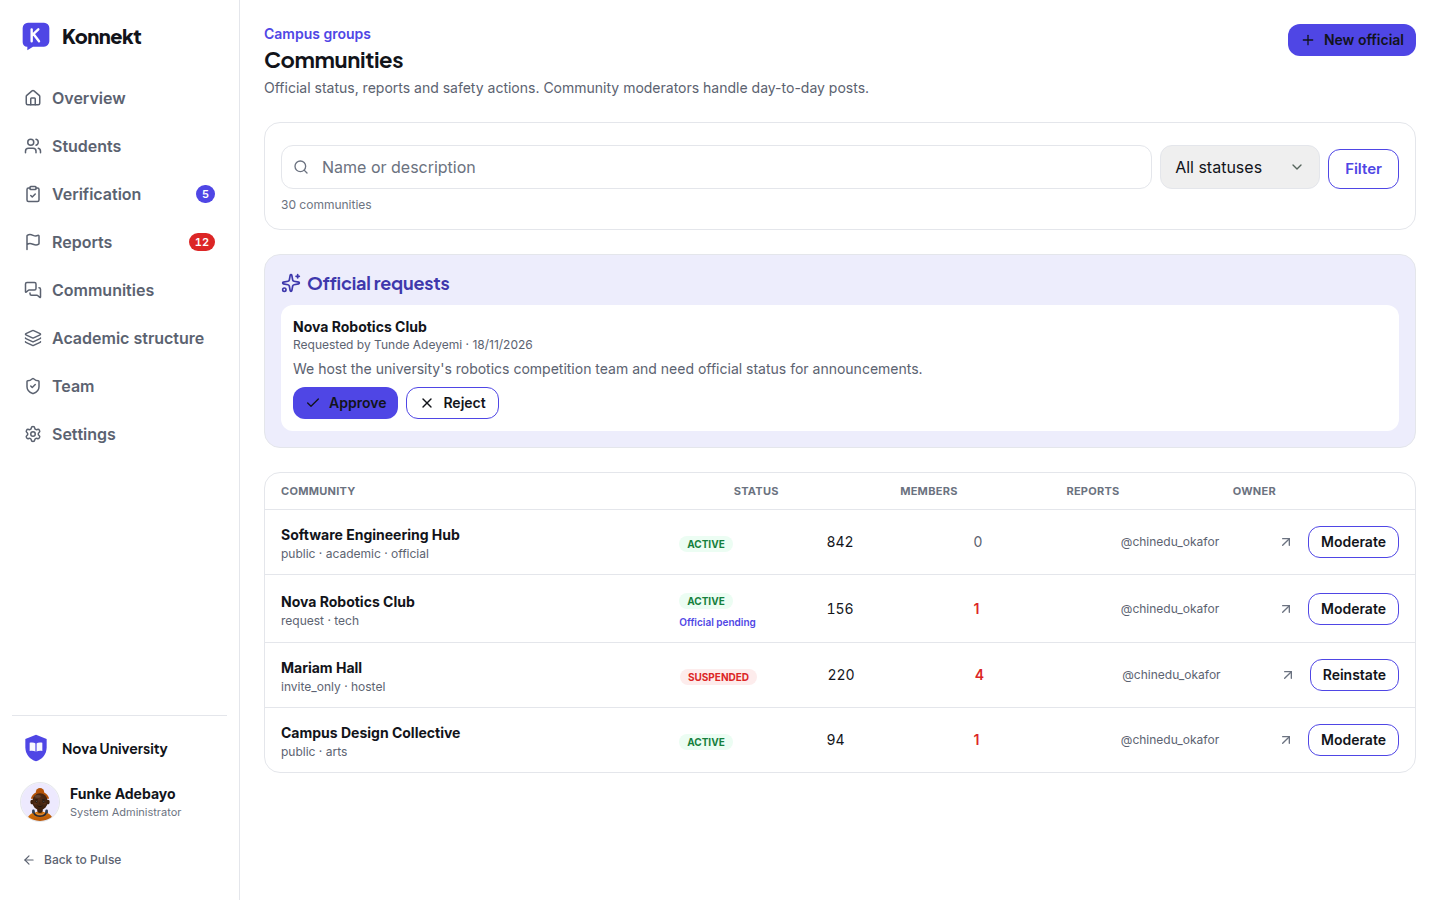 Konnekt
Overview
Students
Verification 5
Reports 12
Communities
Academic structure
Team
Settings
Nova University
Funke Adebayo
System Administrator
Back to Pulse
Campus groups
Communities
Official status, reports and safety actions. Community moderators handle day-to-day posts.
New official
Name or description
All statuses
Filter
30 communities
Official requests
Nova Robotics Club
Requested by Tunde Adeyemi · 18/11/2026
We host the university's robotics competition team and need official status for announcements.
Approve Reject
COMMUNITY STATUS MEMBERS REPORTS OWNER
Software Engineering Hub
public · academic · official
ACTIVE 842 0 @chinedu_okafor Moderate
Nova Robotics Club
request · tech
ACTIVE
Official pending
156 1 @chinedu_okafor Moderate
Mariam Hall
invite_only · hostel
SUSPENDED 220 4 @chinedu_okafor Reinstate
Campus Design Collective
public · arts
ACTIVE 94 1 @chinedu_okafor Moderate